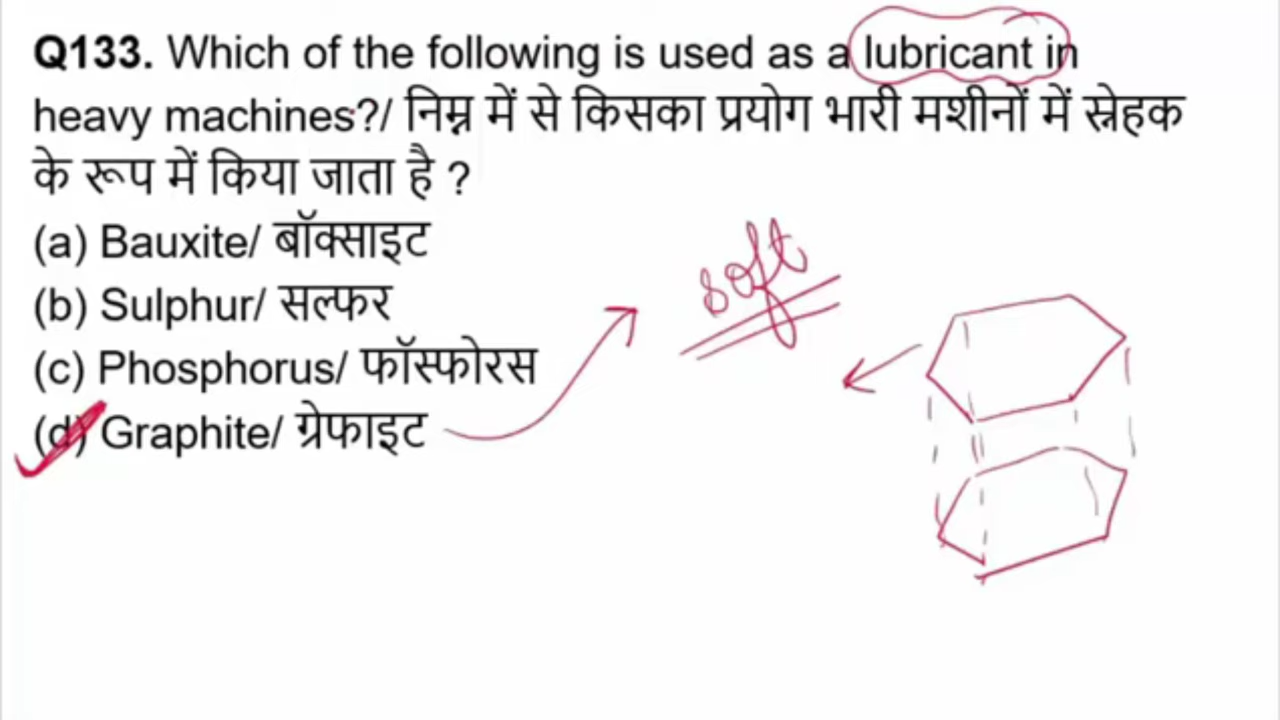 Q133. Which of the following is used as a lubricant in
heavy machines?/ निम्न में से किसका प्रयोग भारी मशीनों में स्नेहक
के रूप में किया जाता है ?
(a) Bauxite/ बॉक्साइट
(b) Sulphur/ सल्फर
soft
(c) Phosphorus/ फॉस्फोरस
(d) Graphite/ ग्रेफाइट